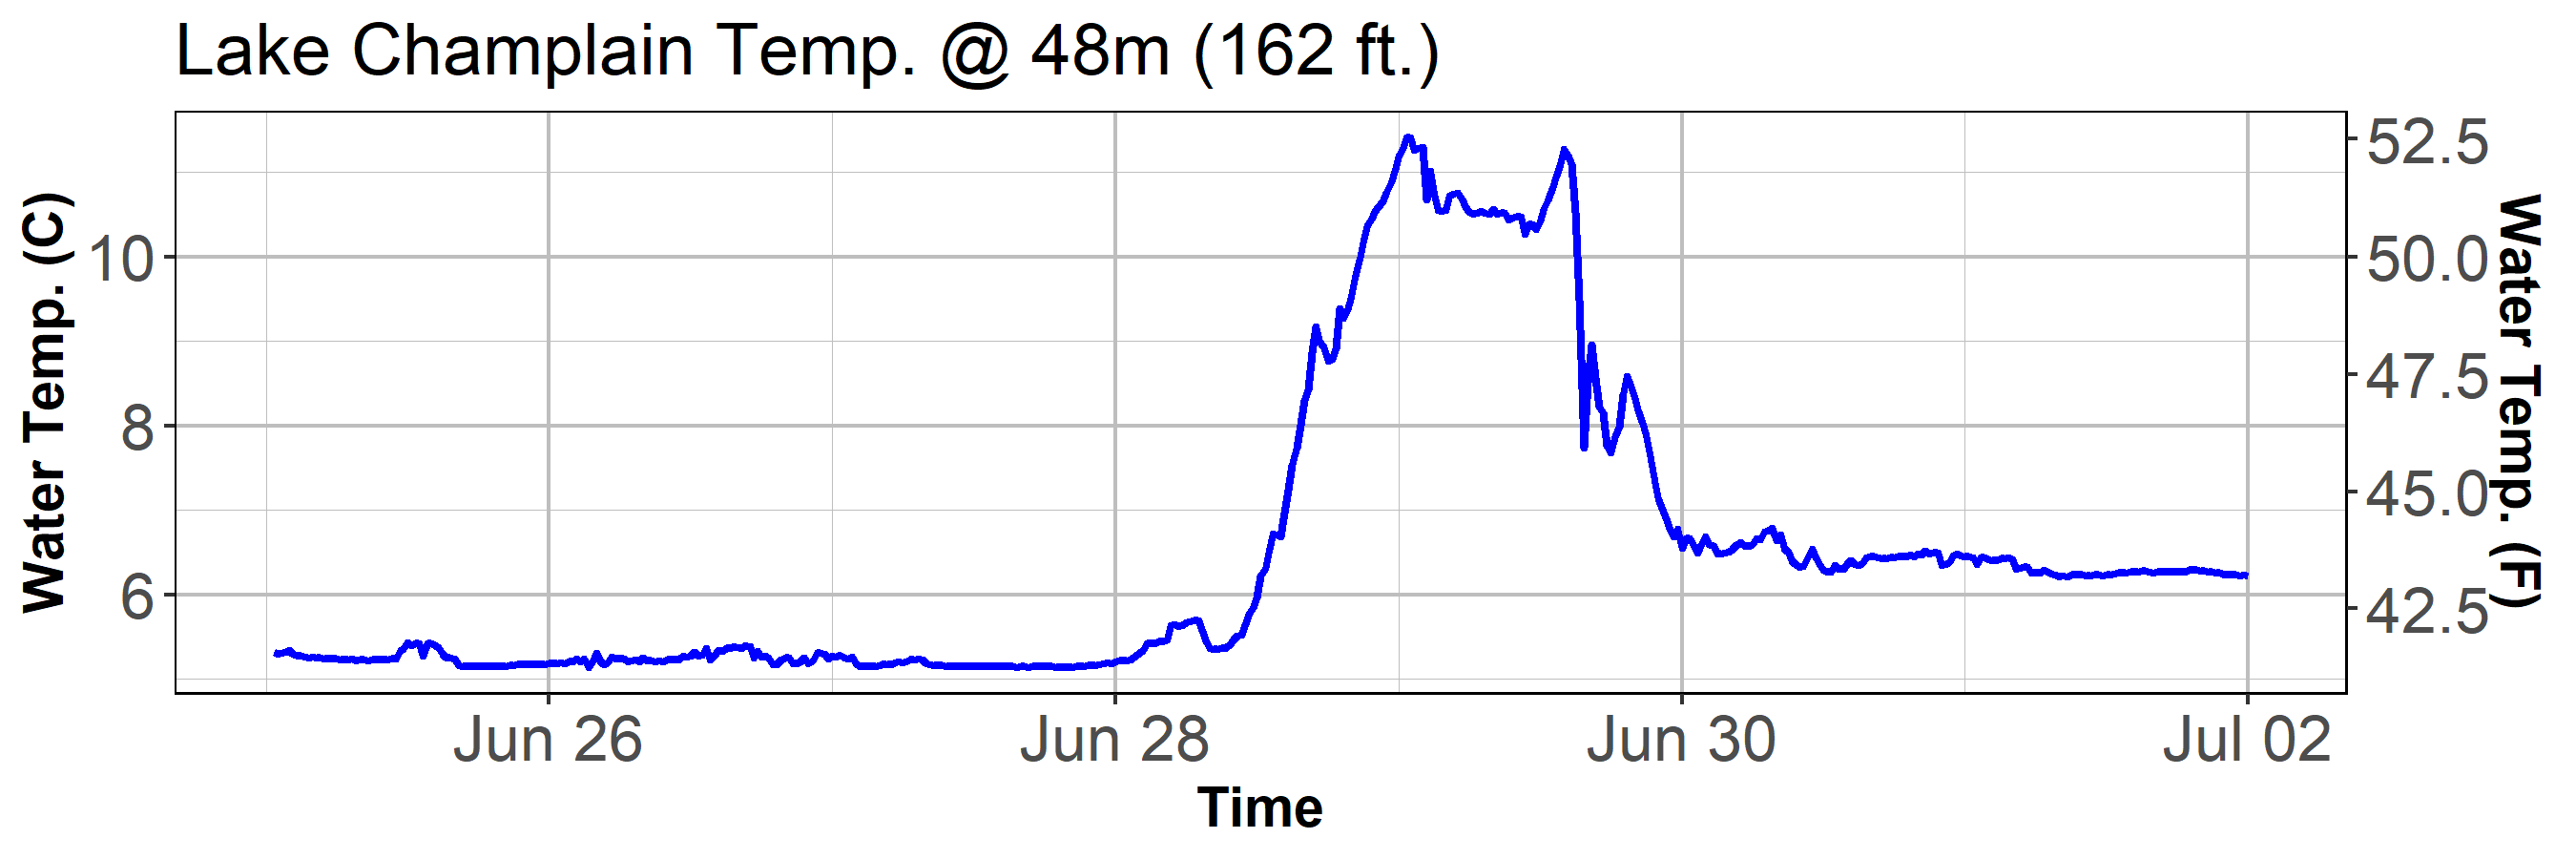 Lake Champlain Temp. @ 48m (162 ft.)
Water Temp. (C)
10
8
6
52.5
50.0
47.5
45.0
42.5
Water Temp. (F)
Jun 26
Jun 28
Jun 30
Jul 02
Time